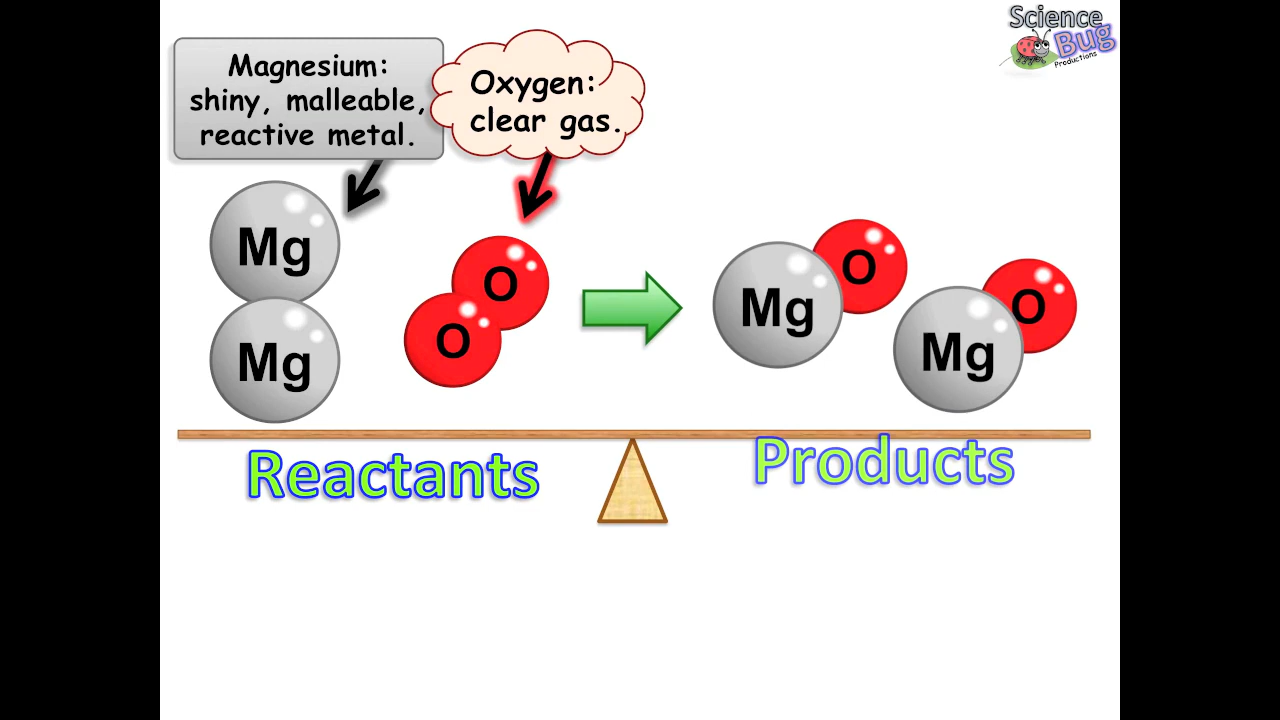 Science
Bug
Productions
Magnesium:
shiny, malleable,
reactive metal.
Oxygen:
clear gas.
Mg
Mg
O
O
Mg
O
Mg
O
Reactants
Products